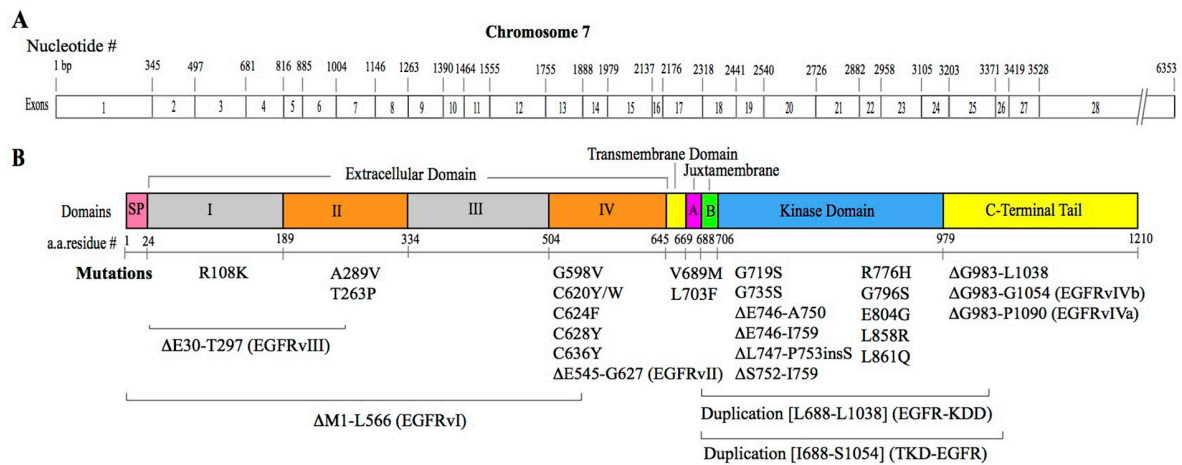 A
Chromosome 7
Nucleotide #
1 bp 345 497 681 816 885 1004 1146 1263 1390 1464 1555 1755 1888 1979 2137 2176 2318 2441 2540 2726 2882 2958 3105 3203 3371 3419 3528 6353
Exons 1 2 3 4 5 6 7 8 9 10 11 12 13 14 15 16 17 18 19 20 21 22 23 24 25 26 27 28
B
Transmembrane Domain
Extracellular Domain Juxtamembrane
Domains SP I II III IV A B Kinase Domain C-Terminal Tail
a.a.residue # 1 24 189 334 504 645 669 688 706 979 1210
Mutations R108K A289V G598V V689M G719S R776H ΔG983-L1038
T263P C620Y/W L703F G735S G796S ΔG983-G1054 (EGFRvIVb)
C624F ΔE746-A750 E804G ΔG983-P1090 (EGFRvIVa)
ΔE30-T297 (EGFRvIII) C628Y ΔE746-I759 L858R
C636Y ΔL747-P753insS L861Q
ΔE545-G627 (EGFRvII) ΔS752-I759
ΔM1-L566 (EGFRvI) Duplication [L688-L1038] (EGFR-KDD)
Duplication [I688-S1054] (TKD-EGFR)